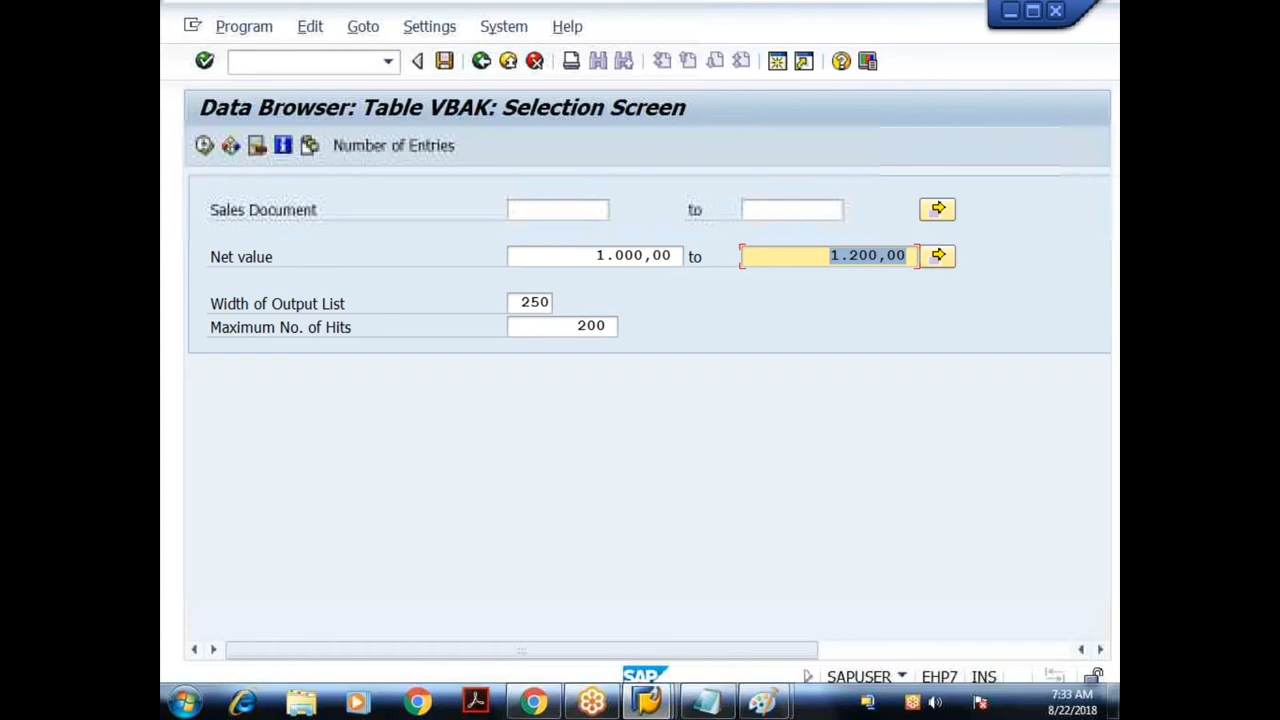 Program Edit Goto Settings System Help
Data Browser: Table VBAK: Selection Screen
Number of Entries
Sales Document to
Net value 1.000,00 to 1.200,00
Width of Output List 250
Maximum No. of Hits 200
SAP SAPUSER EHP7 INS
7:33 AM
8/22/2018